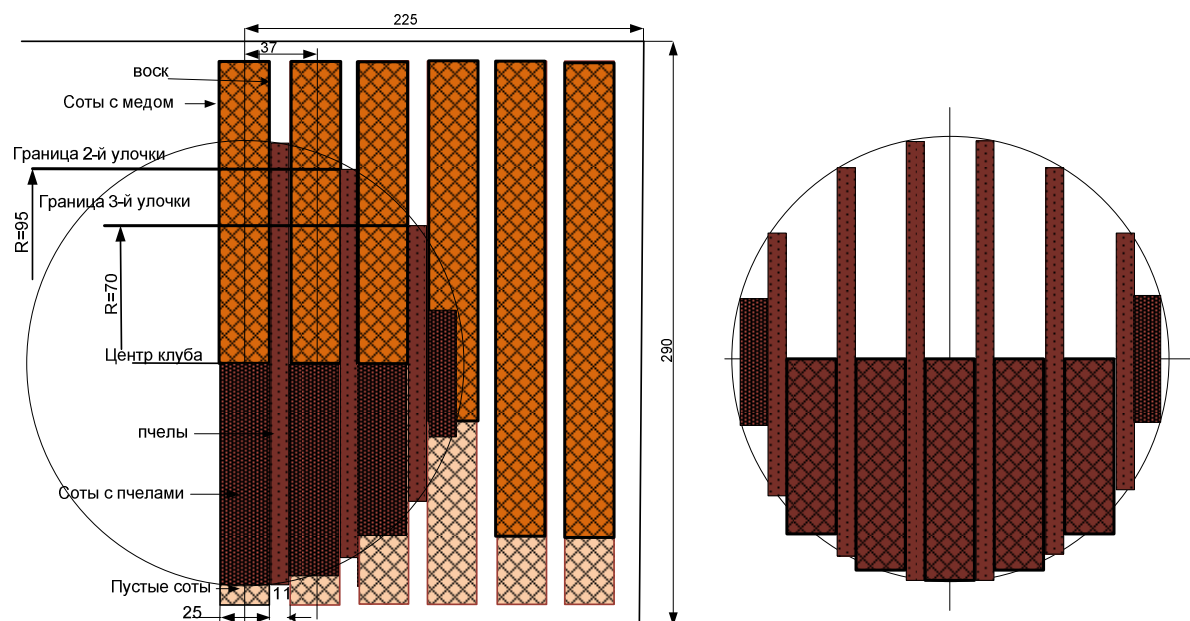 225
37
воск
Соты с медом
Граница 2-й улочки
Граница 3-й улочки
R=95
R=70
Центр клуба
290
пчелы
Соты с пчелами
Пустые соты
11
25